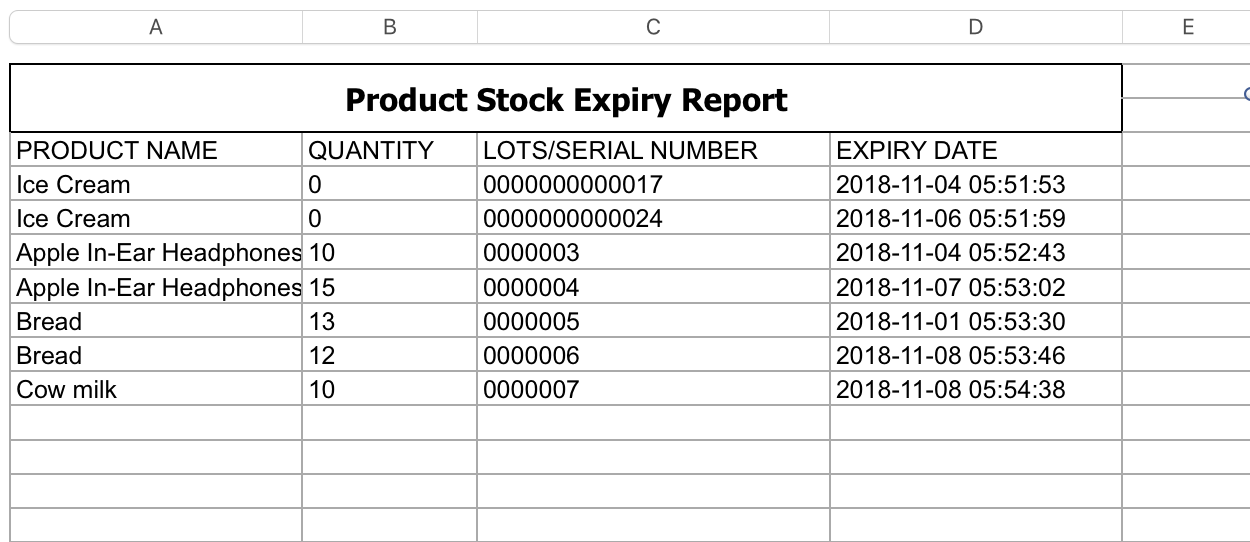 A B C D E
Product Stock Expiry Report
PRODUCT NAME QUANTITY LOTS/SERIAL NUMBER EXPIRY DATE
Ice Cream 0 0000000000017 2018-11-04 05:51:53
Ice Cream 0 0000000000024 2018-11-06 05:51:59
Apple In-Ear Headphones 10 0000003 2018-11-04 05:52:43
Apple In-Ear Headphones 15 0000004 2018-11-07 05:53:02
Bread 13 0000005 2018-11-01 05:53:30
Bread 12 0000006 2018-11-08 05:53:46
Cow milk 10 0000007 2018-11-08 05:54:38